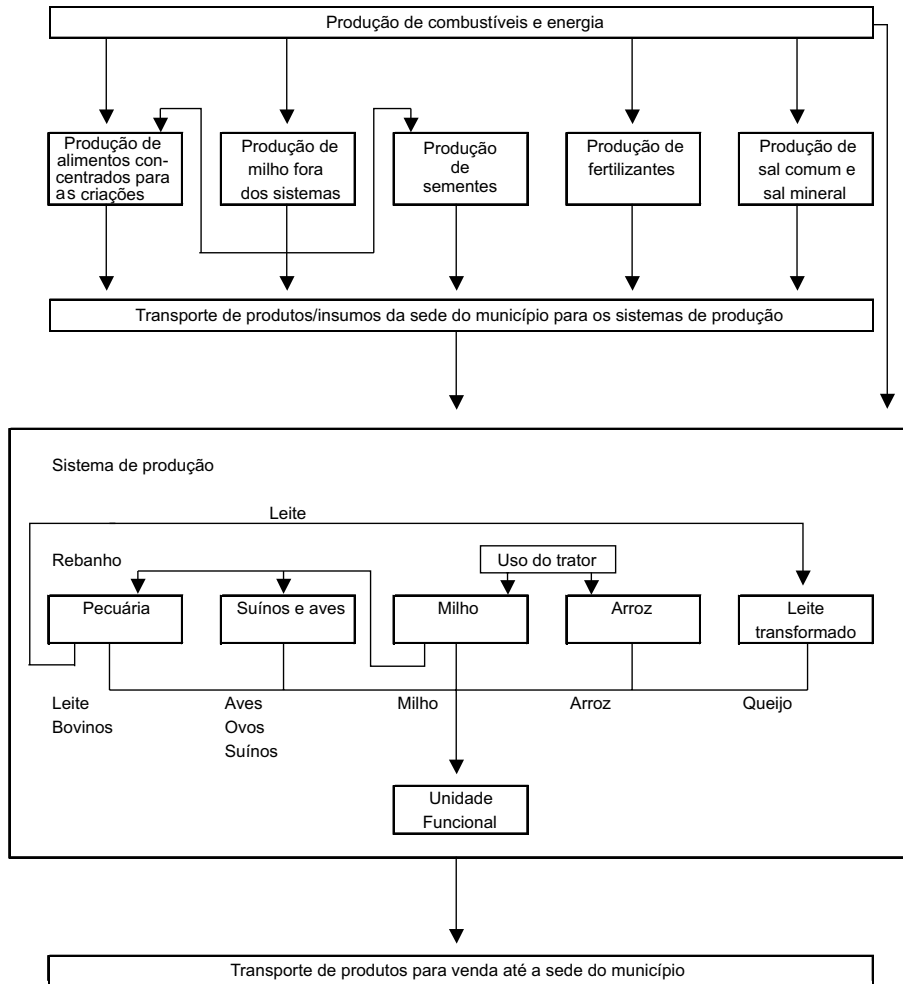 Produção de combustíveis e energia
Produção de
alimentos con-
centrados para
as criações
Produção de
milho fora
dos sistemas
Produção
de
sementes
Produção de
fertilizantes
Produção de
sal comum e
sal mineral
Transporte de produtos/insumos da sede do município para os sistemas de produção
Sistema de produção
Leite
Rebanho
Uso do trator
Pecuária
Suínos e aves
Milho
Arroz
Leite
transformado
Leite
Bovinos
Aves
Ovos
Suínos
Milho
Arroz
Queijo
Unidade
Funcional
Transporte de produtos para venda até a sede do município